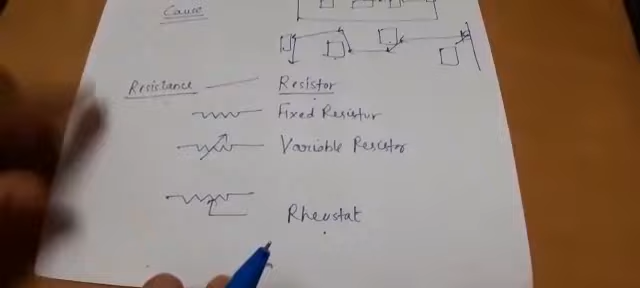 Cause
Resistance Resistor
Fixed Resistor
Variable Resistor
Rheostat